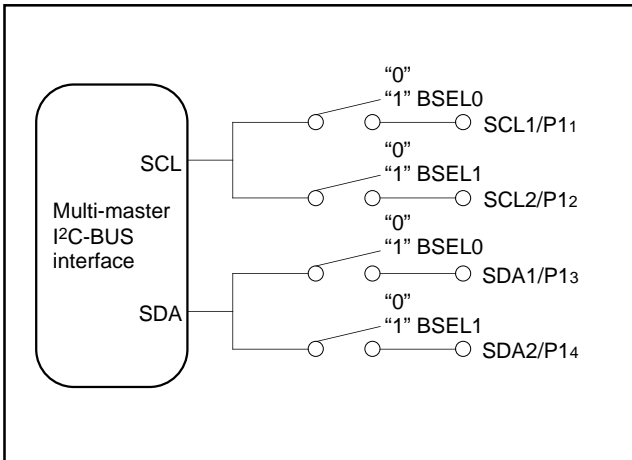 “0”
“1” BSEL0
SCL1/P11
SCL
“0”
“1” BSEL1
SCL2/P12
Multi-master
I2C-BUS
interface
“0”
“1” BSEL0
SDA1/P13
SDA
“0”
“1” BSEL1
SDA2/P14